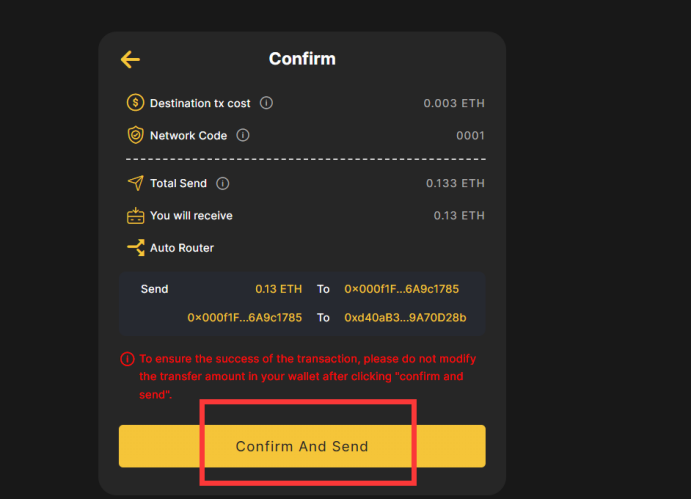 Confirm
Destination tx cost 0.003 ETH
Network Code 0001
Total Send 0.133 ETH
You will receive 0.13 ETH
Auto Router
Send 0.13 ETH To 0×000f1F...6A9c1785
0×000f1F...6A9c1785 To 0xd40aB3...9A70D28b
To ensure the success of the transaction, please do not modify
the transfer amount in your wallet after clicking "confirm and
send".
Confirm And Send